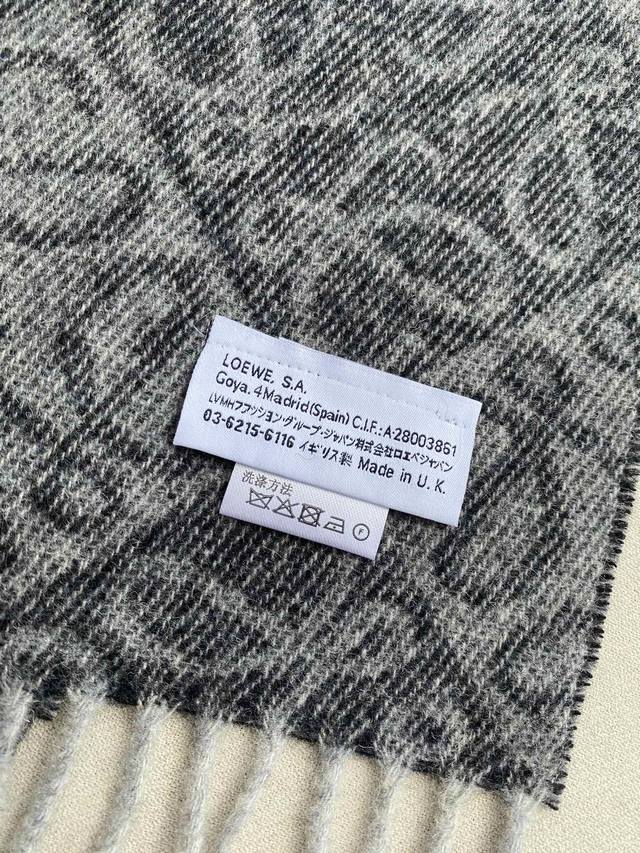 LOEWE, S.A.
Goya. 4 Madrid (Spain) C.I.F.: A-28003861
LVMHファッション・グループ・ジャパン株式会社ロエベジャパン
03-6215-6116 イギリス製 Made in U. K.
洗涤方法
F